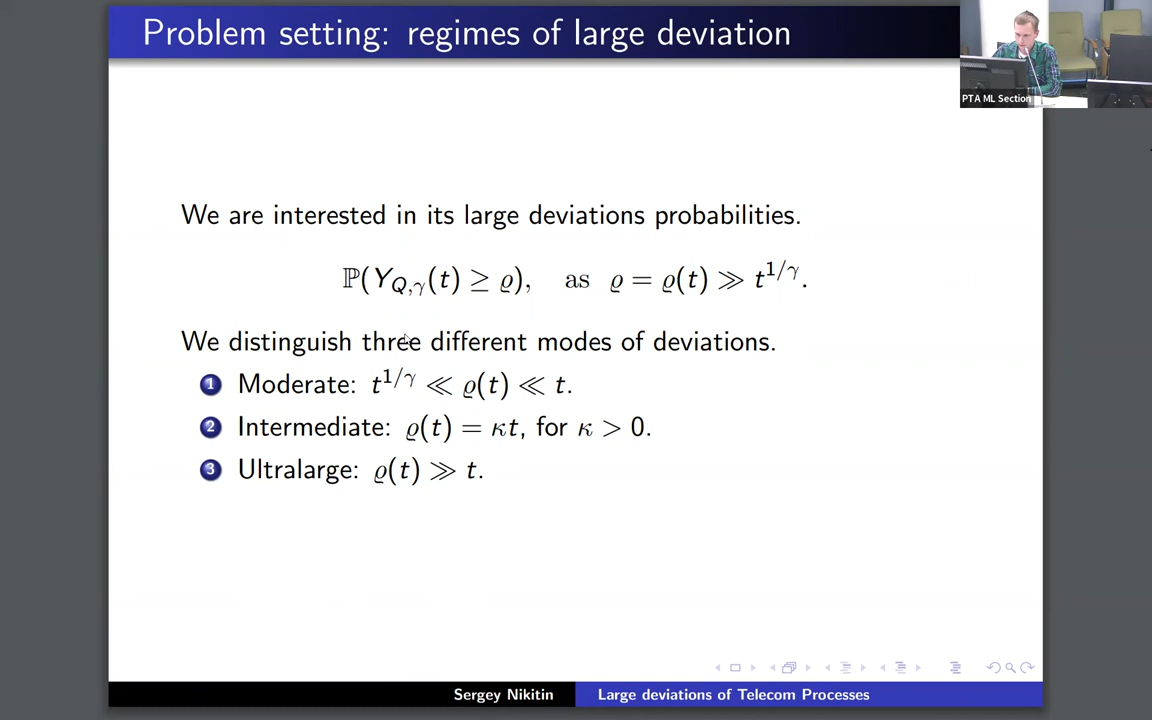 Problem setting: regimes of large deviation
PTA ML Section
We are interested in its large deviations probabilities.
ℙ(Y_{Q,γ}(t) ≥ ϱ), as ϱ = ϱ(t) ≫ t^{1/γ}.
We distinguish three different modes of deviations.
1 Moderate: t^{1/γ} ≪ ϱ(t) ≪ t.
2 Intermediate: ϱ(t) = κt, for κ > 0.
3 Ultralarge: ϱ(t) ≫ t.
Sergey Nikitin
Large deviations of Telecom Processes